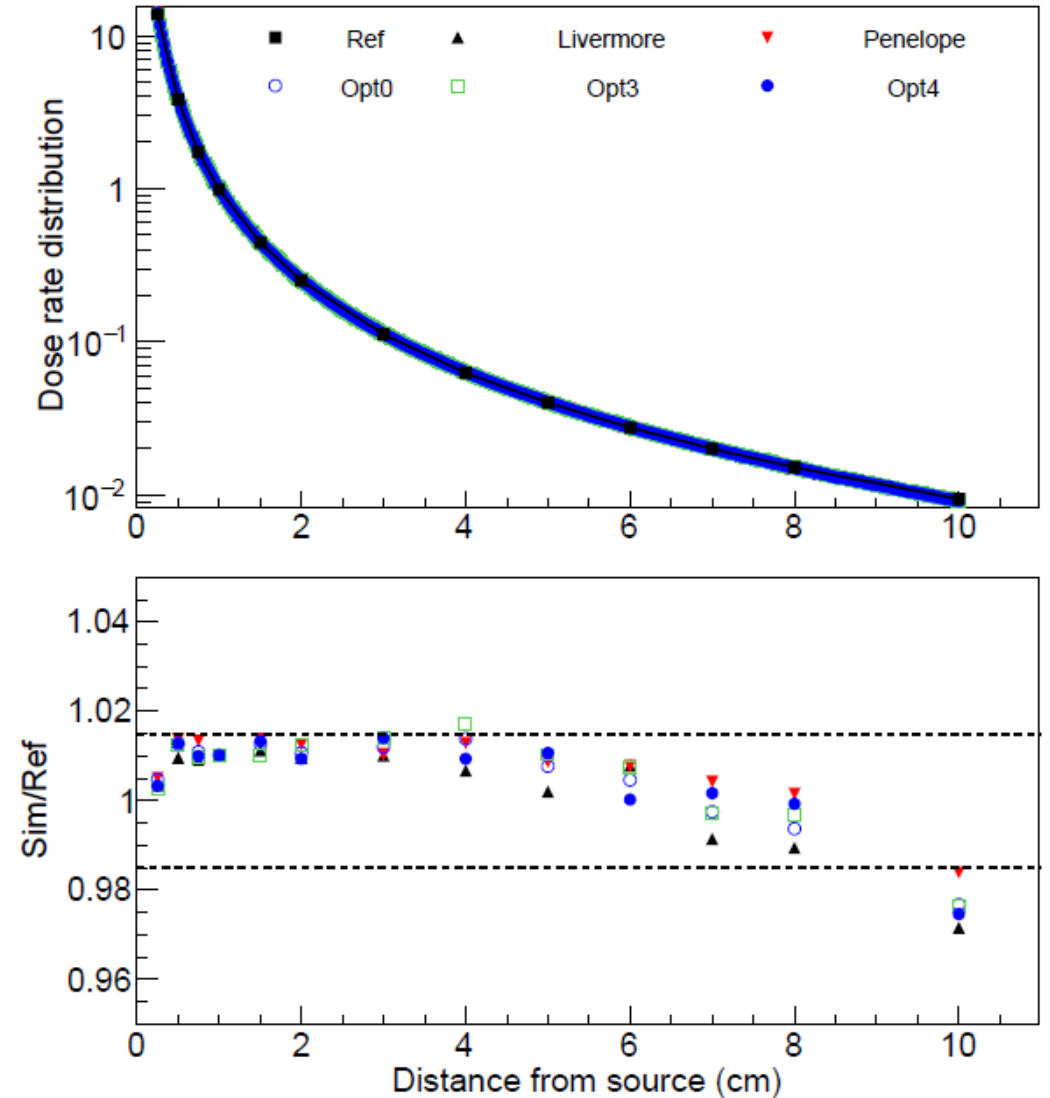 Ref Livermore Penelope
Opt0 Opt3 Opt4
Dose rate distribution
10
1
10⁻¹
10⁻²
0 2 4 6 8 10
Sim/Ref
1.04
1.02
1
0.98
0.96
0 2 4 6 8 10
Distance from source (cm)